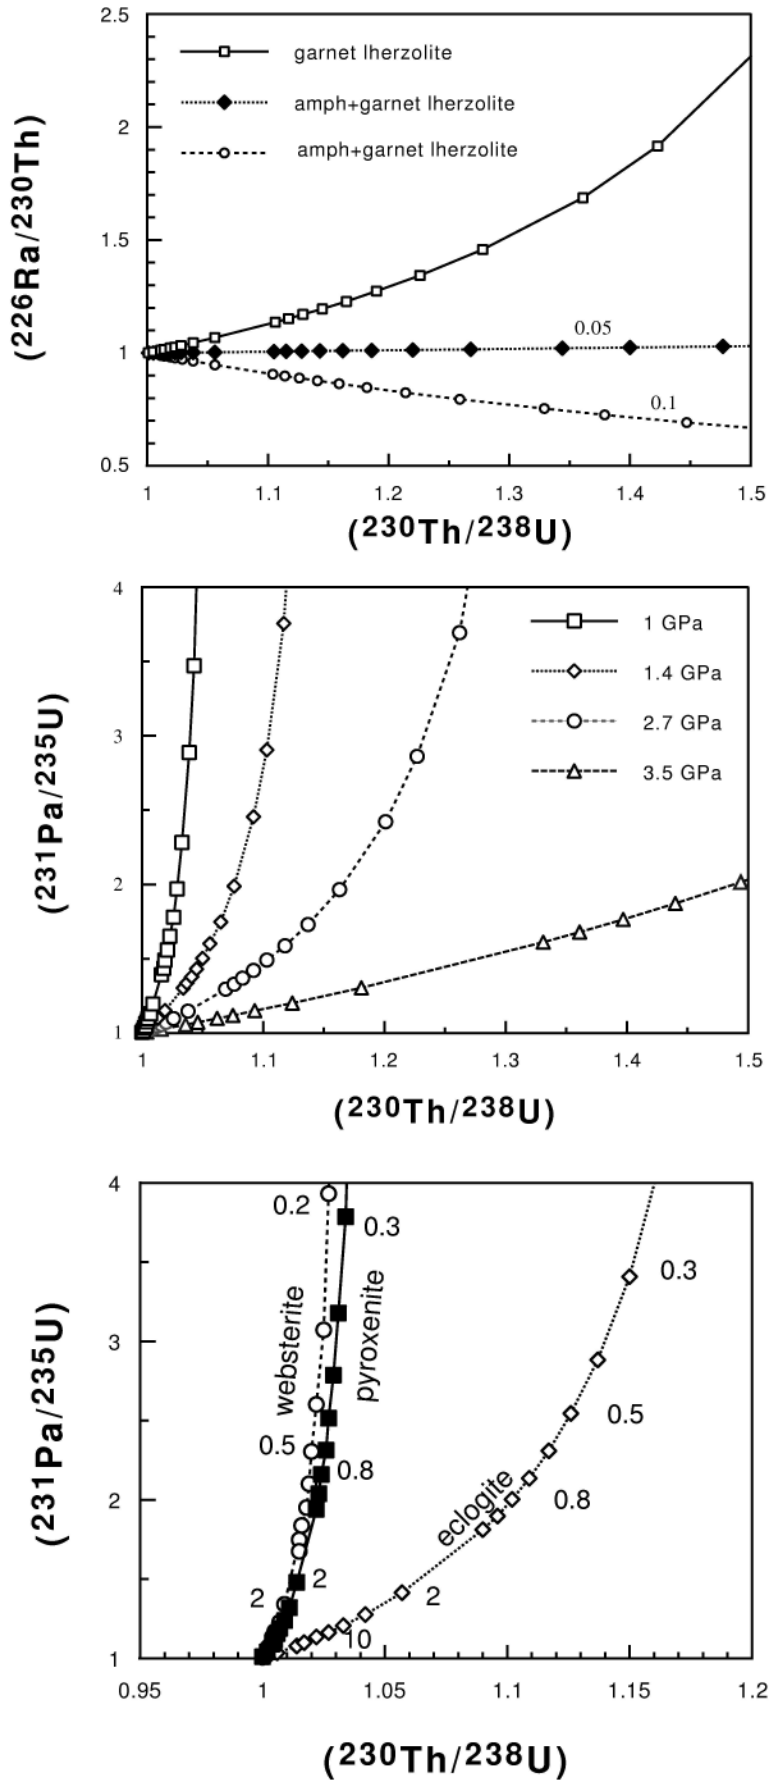 2.5
garnet lherzolite
amph+garnet lherzolite
amph+garnet lherzolite
2
1.5
1
0.5
0.05
0.1
(226Ra/230Th)
1 1.1 1.2 1.3 1.4 1.5
(230Th/238U)
4
3
2
1
1 GPa
1.4 GPa
2.7 GPa
3.5 GPa
(231Pa/235U)
1 1.1 1.2 1.3 1.4 1.5
(230Th/238U)
4
3
2
1
0.2
0.3
0.3
websterite
pyroxenite
0.5
0.5
0.8
0.8
eclogite
2
2
2
10
(231Pa/235U)
0.95 1 1.05 1.1 1.15 1.2
(230Th/238U)